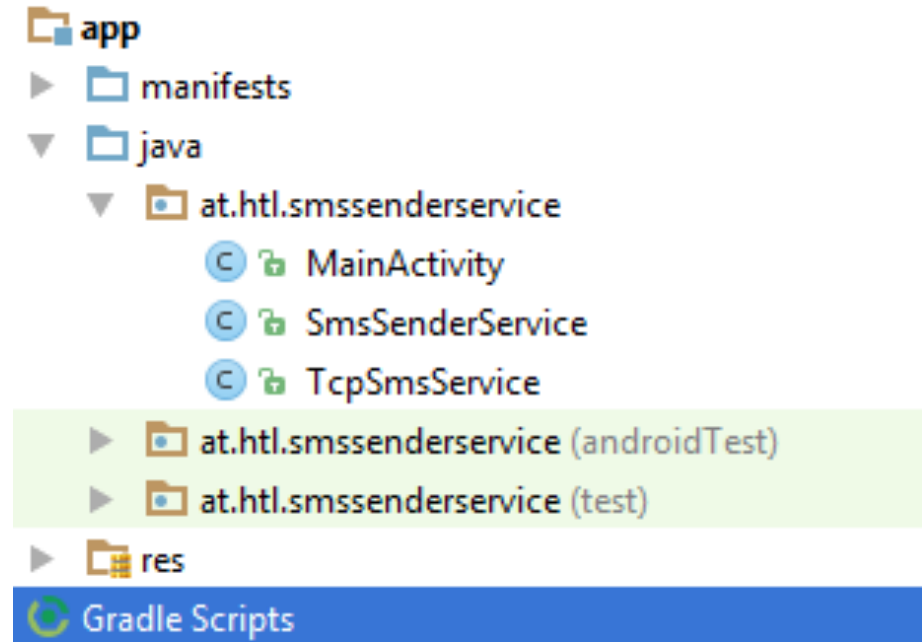 app
manifests
java
at.htl.smssenderservice
C MainActivity
C SmsSenderService
C TcpSmsService
at.htl.smssenderservice (androidTest)
at.htl.smssenderservice (test)
res
Gradle Scripts